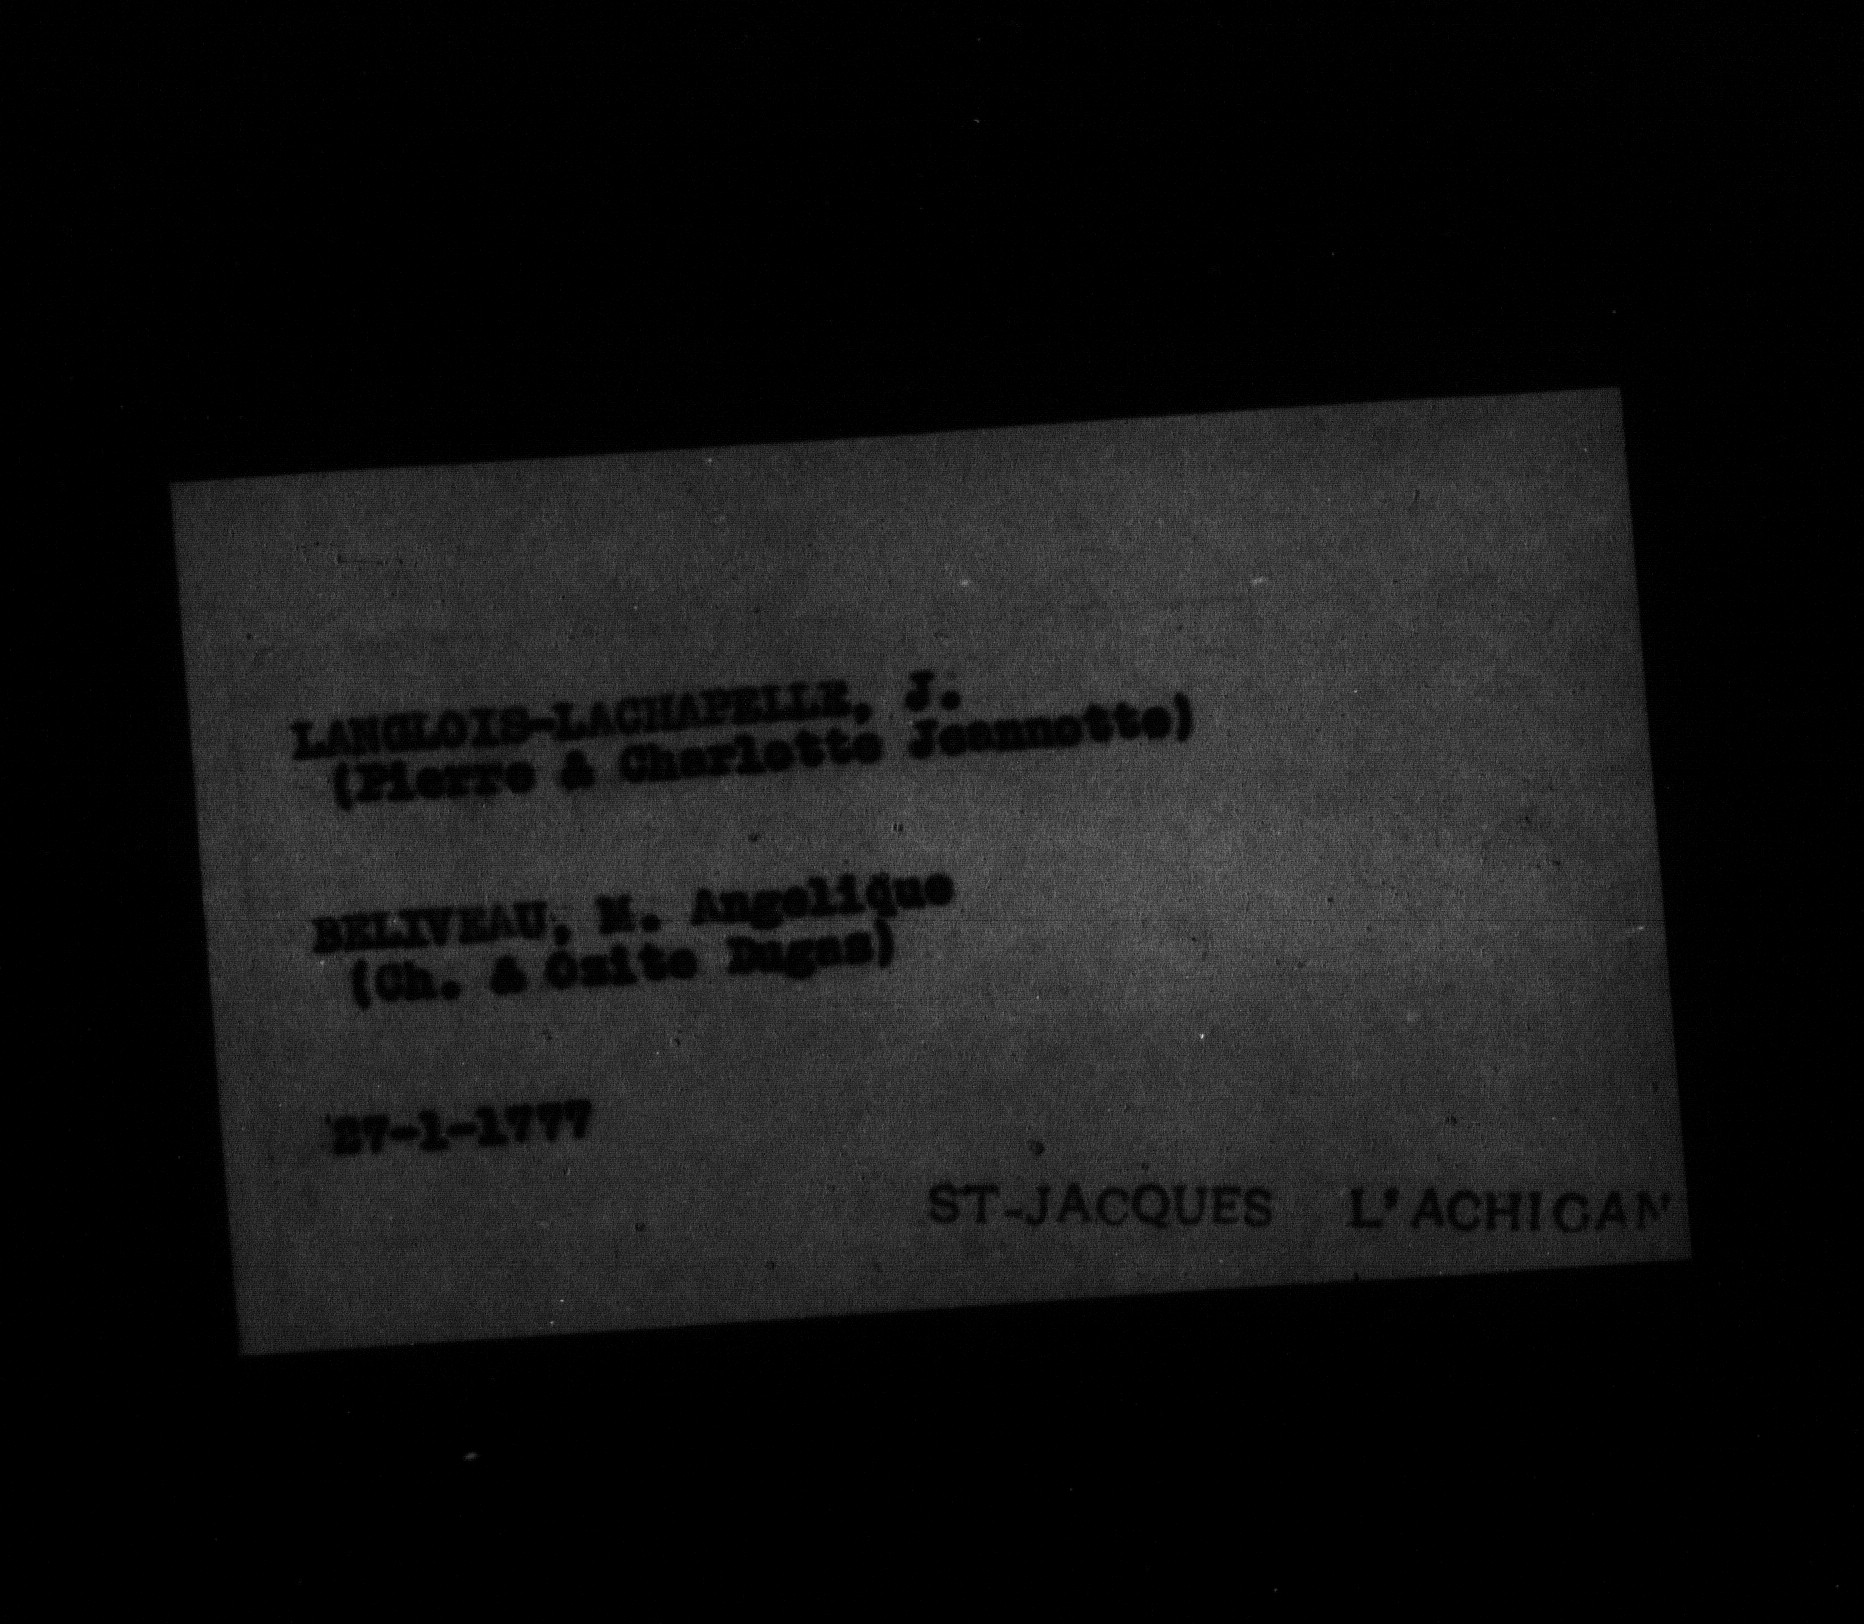 LANGLOIS-LACHAPELLE, J.
(Pierre & Charlotte Jeannotte)
BELIVEAU, M. Angelique
(Ch. & Ozite Dugas)
27-1-1777
ST-JACQUES L'ACHIGAN